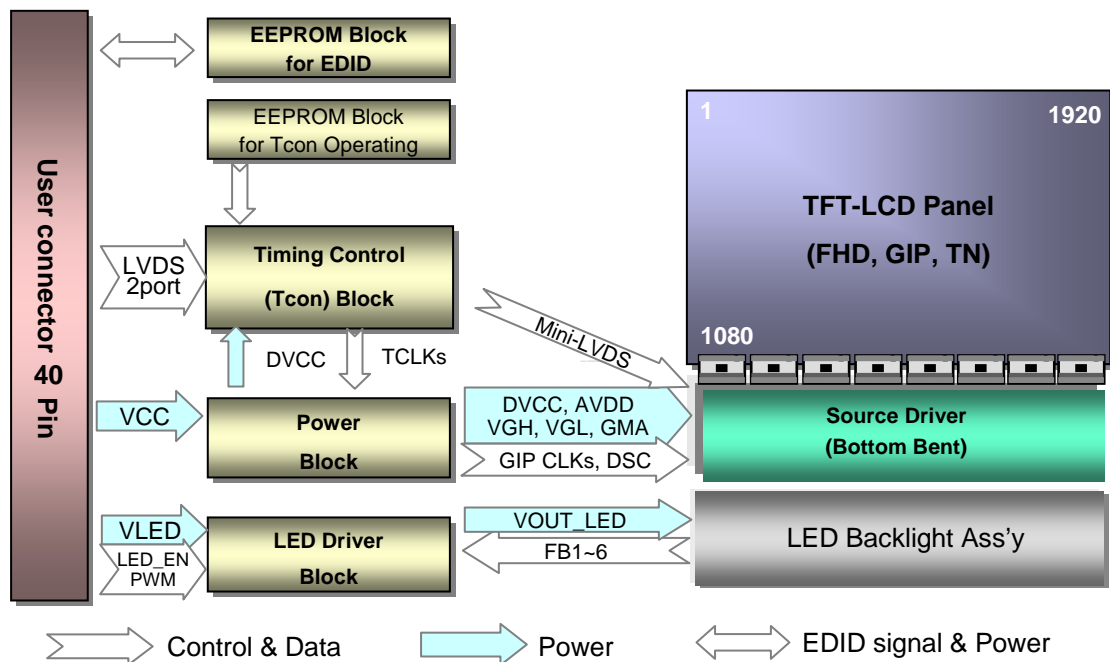 User connector 40 Pin
EEPROM Block
for EDID
EEPROM Block
for Tcon Operating
LVDS
2port
Timing Control
(Tcon) Block
DVCC
TCLKs
Mini-LVDS
VCC
Power
Block
DVCC, AVDD
VGH, VGL, GMA
GIP CLKs, DSC
VLED
LED_EN
PWM
LED Driver
Block
VOUT_LED
FB1~6
1
1920
TFT-LCD Panel
(FHD, GIP, TN)
1080
Source Driver
(Bottom Bent)
LED Backlight Ass’y
Control & Data
Power
EDID signal & Power